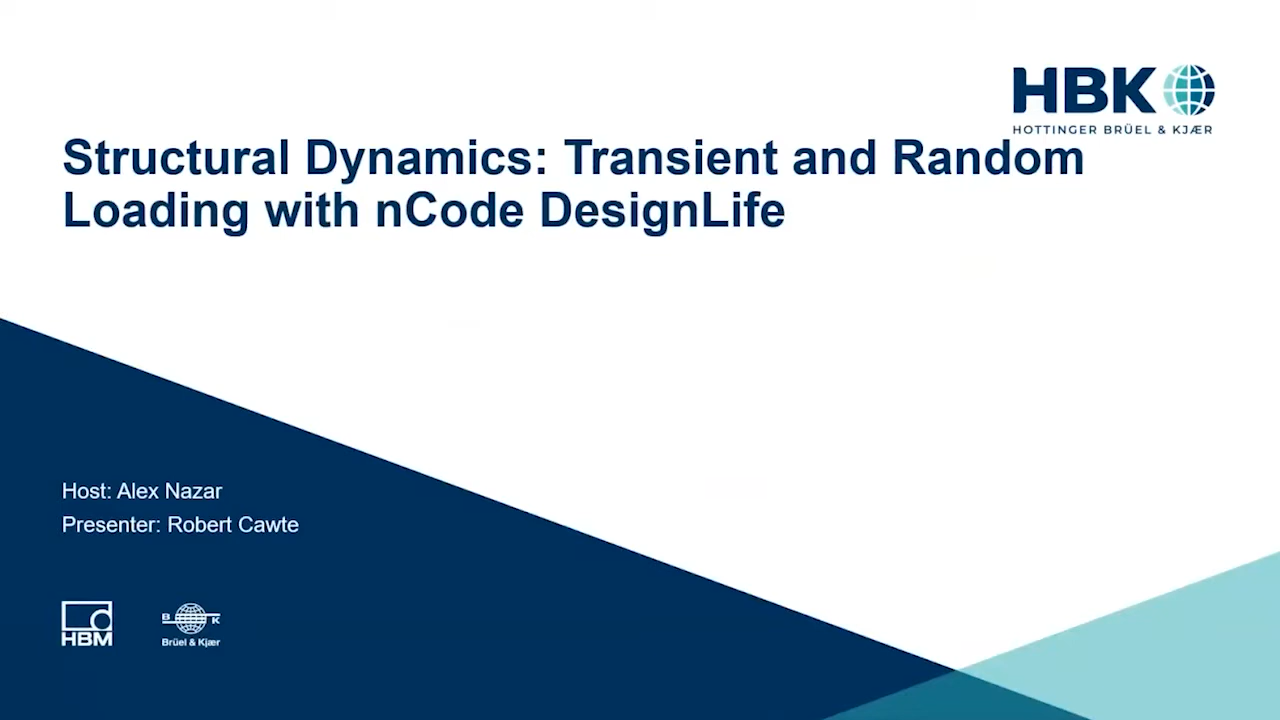 HBK
HOTTINGER BRÜEL & KJÆR
Structural Dynamics: Transient and Random
Loading with nCode DesignLife
Host: Alex Nazar
Presenter: Robert Cawte
HBM
B K
Brüel & Kjær